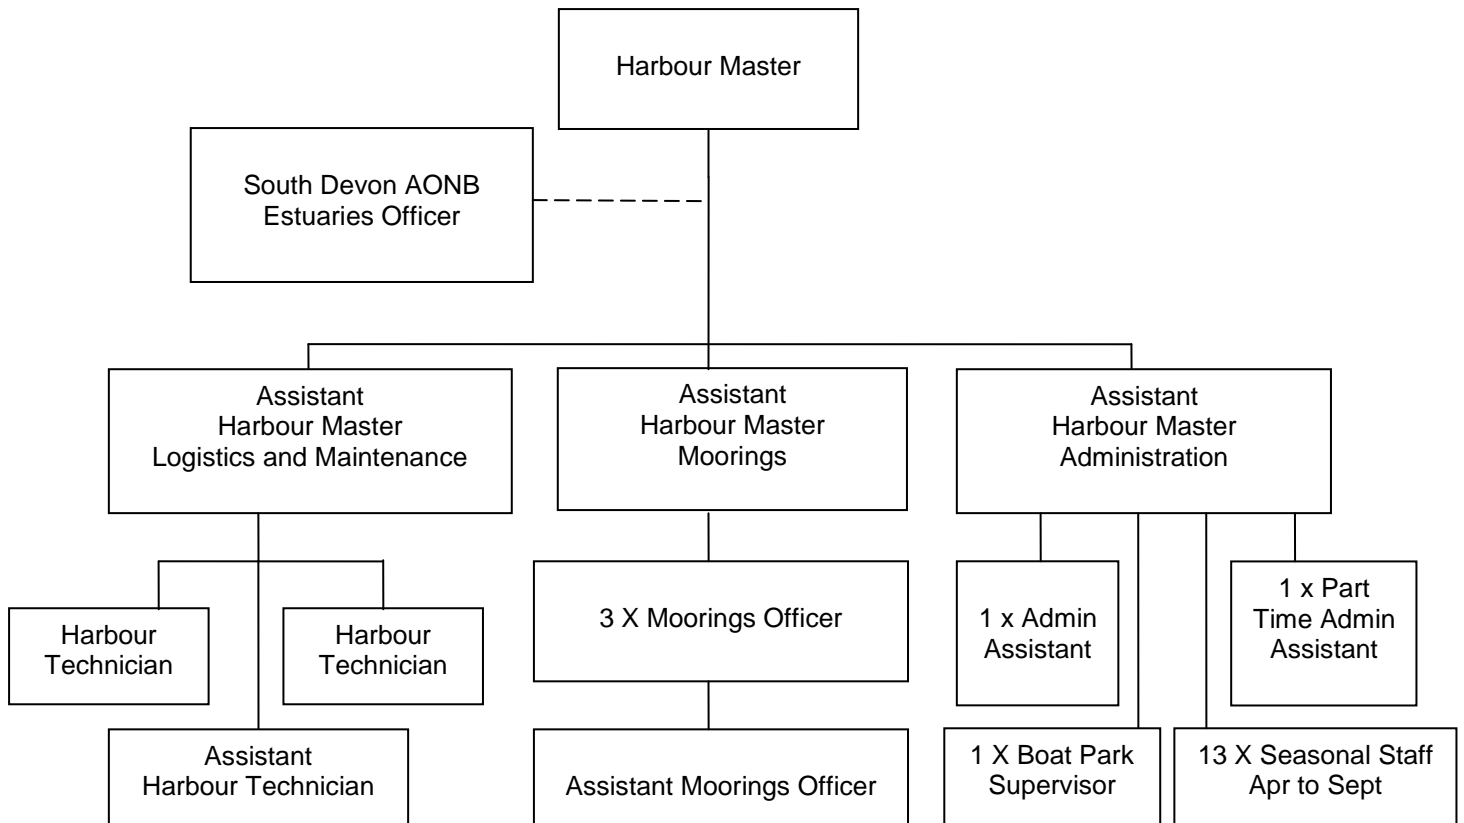 Harbour Master
South Devon AONB
Estuaries Officer
Assistant
Harbour Master
Logistics and Maintenance
Assistant
Harbour Master
Moorings
Assistant
Harbour Master
Administration
Harbour
Technician
Harbour
Technician
3 X Moorings Officer
1 x Admin
Assistant
1 x Part
Time Admin
Assistant
Assistant
Harbour Technician
Assistant Moorings Officer
1 X Boat Park
Supervisor
13 X Seasonal Staff
Apr to Sept